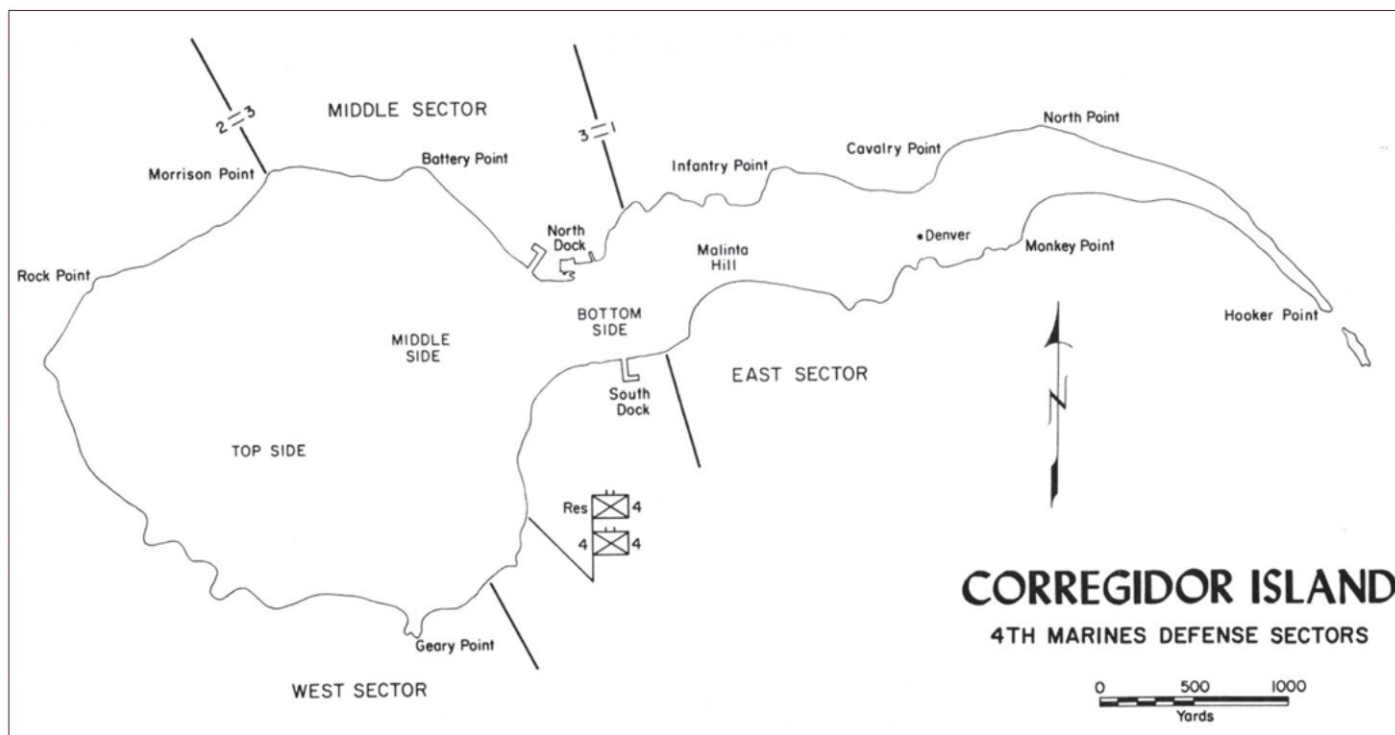 MIDDLE SECTOR
2 3
3 1
North Point
Cavalry Point
Battery Point
Infantry Point
Morrison Point
North
Dock
Denver
Malinta
Hill
Monkey Point
Rock Point
BOTTOM
SIDE
Hooker Point
MIDDLE
SIDE
EAST SECTOR
South
Dock
N
TOP SIDE
Res 4
4 4
CORREGIDOR ISLAND
4TH MARINES DEFENSE SECTORS
Geary Point
WEST SECTOR
0 500 1000
Yards